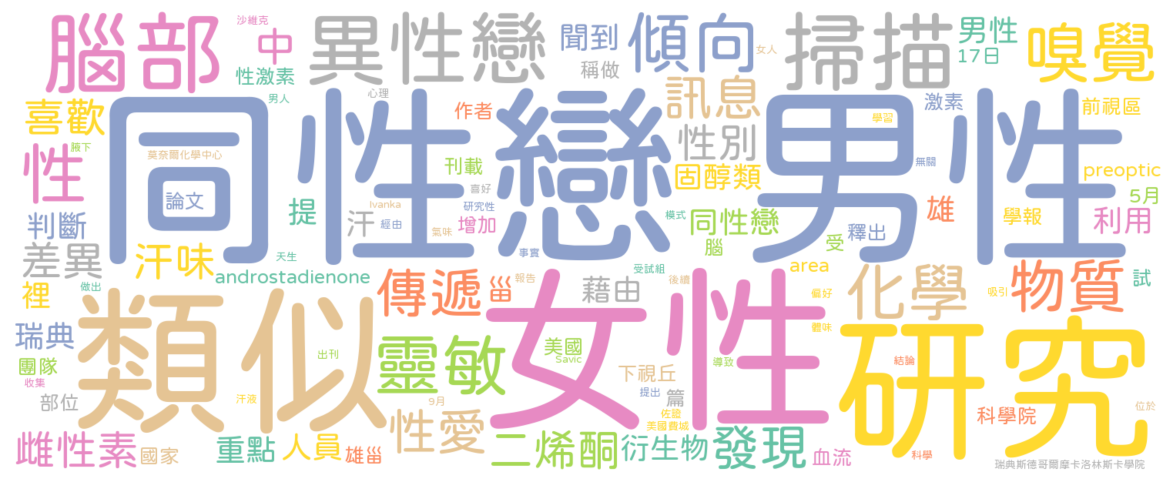 腦部
沙維克
中
性激素
男人
異性戀
心理
聞到
稱做
傾向
女人
掃描
男性
17日
嗅覺
喜歡
腋下
同性戀
作者
訊息
性別
男性
學習
激素
前視區
性
莫奈爾化學中心
論文
提
刊載
喜好
固醇類
無關
preoptic
判斷
汗
Ivanka
經由
研究性
增加
氣味
模式
同性戀
雄
學報
5月
利用
差異
汗味
天生
事實
腦
受
釋出
裡
做出
androstadienone
傳遞
甾
報告
受試組
藉由
後續
area
偏好
化學
吸引
物質
試
瑞典
類似
出刊
靈敏
女性
美國
Savic
導致
體味
研究
結論
團隊
收集
部位
汗液
9月
下視丘
提出
篇
佐證
美國費城
科學院
位於
雌性素
國家
重點
人員
雄甾
性愛
二烯酮
衍生物
發現
血流
科學
瑞典斯德哥爾摩卡洛林斯卡學院